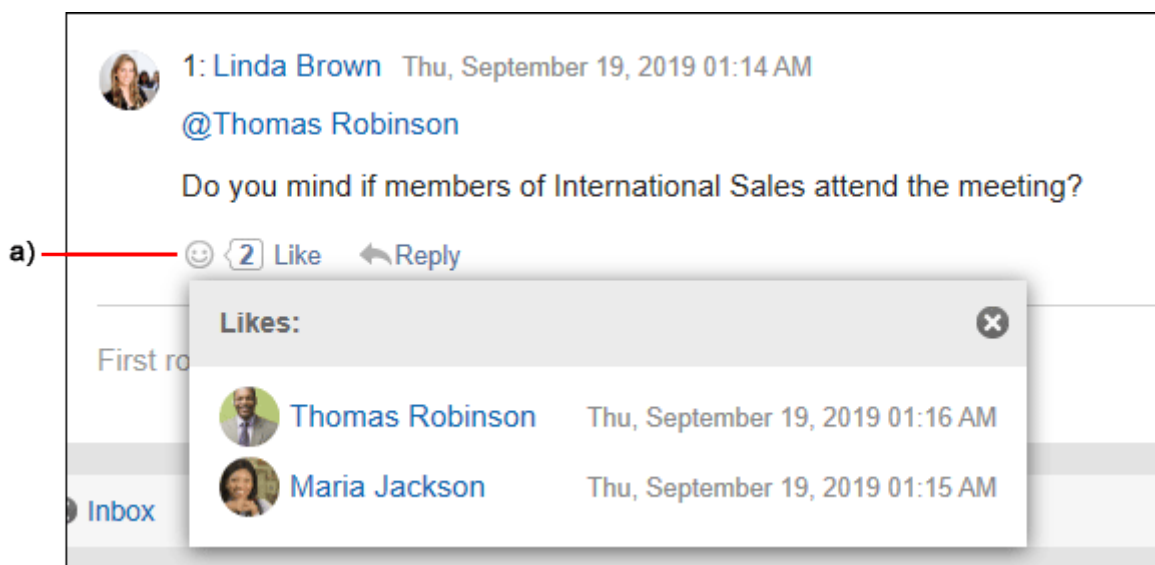 1: Linda Brown Thu, September 19, 2019 01:14 AM
@Thomas Robinson
Do you mind if members of International Sales attend the meeting?
a) 2 Like Reply
Likes:
First ro
Thomas Robinson Thu, September 19, 2019 01:16 AM
Maria Jackson Thu, September 19, 2019 01:15 AM
Inbox